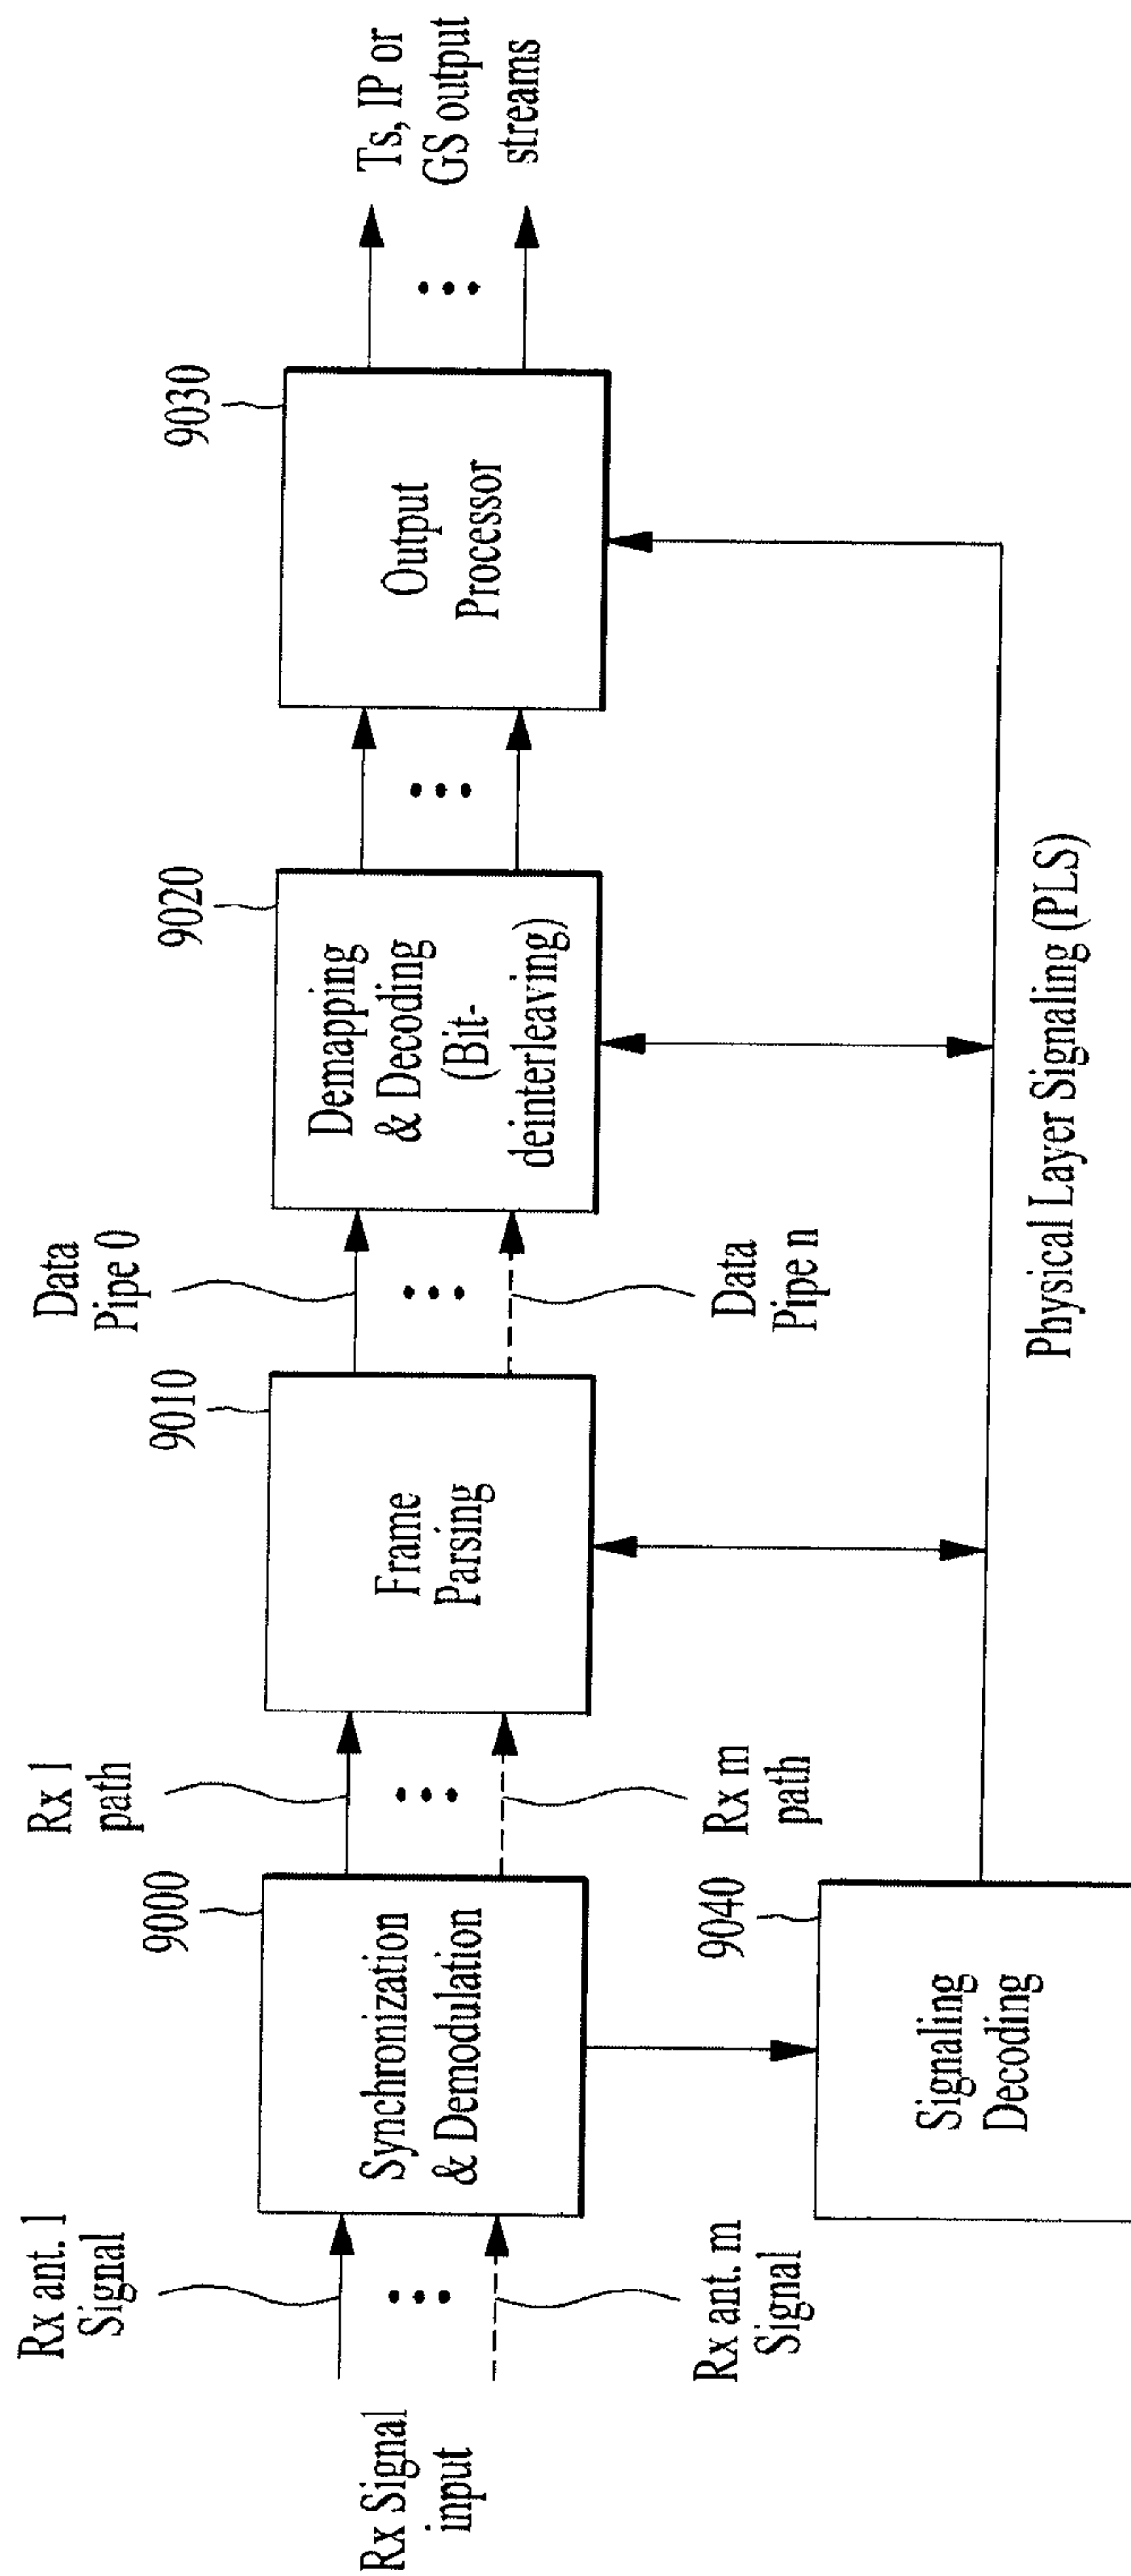 Rx Signal
input
Rx ant. 1
Signal
Rx ant. m
Signal
9000
Synchronization
& Demodulation
Rx 1
path
Rx m
path
9010
Frame
Parsing
Data
Pipe 0
Data
Pipe n
9020
Demapping
& Decoding
(Bit-
deinterleaving)
9030
Output
Processor
Ts, IP or
GS output
streams
9040
Signaling
Decoding
Physical Layer Signaling (PLS)